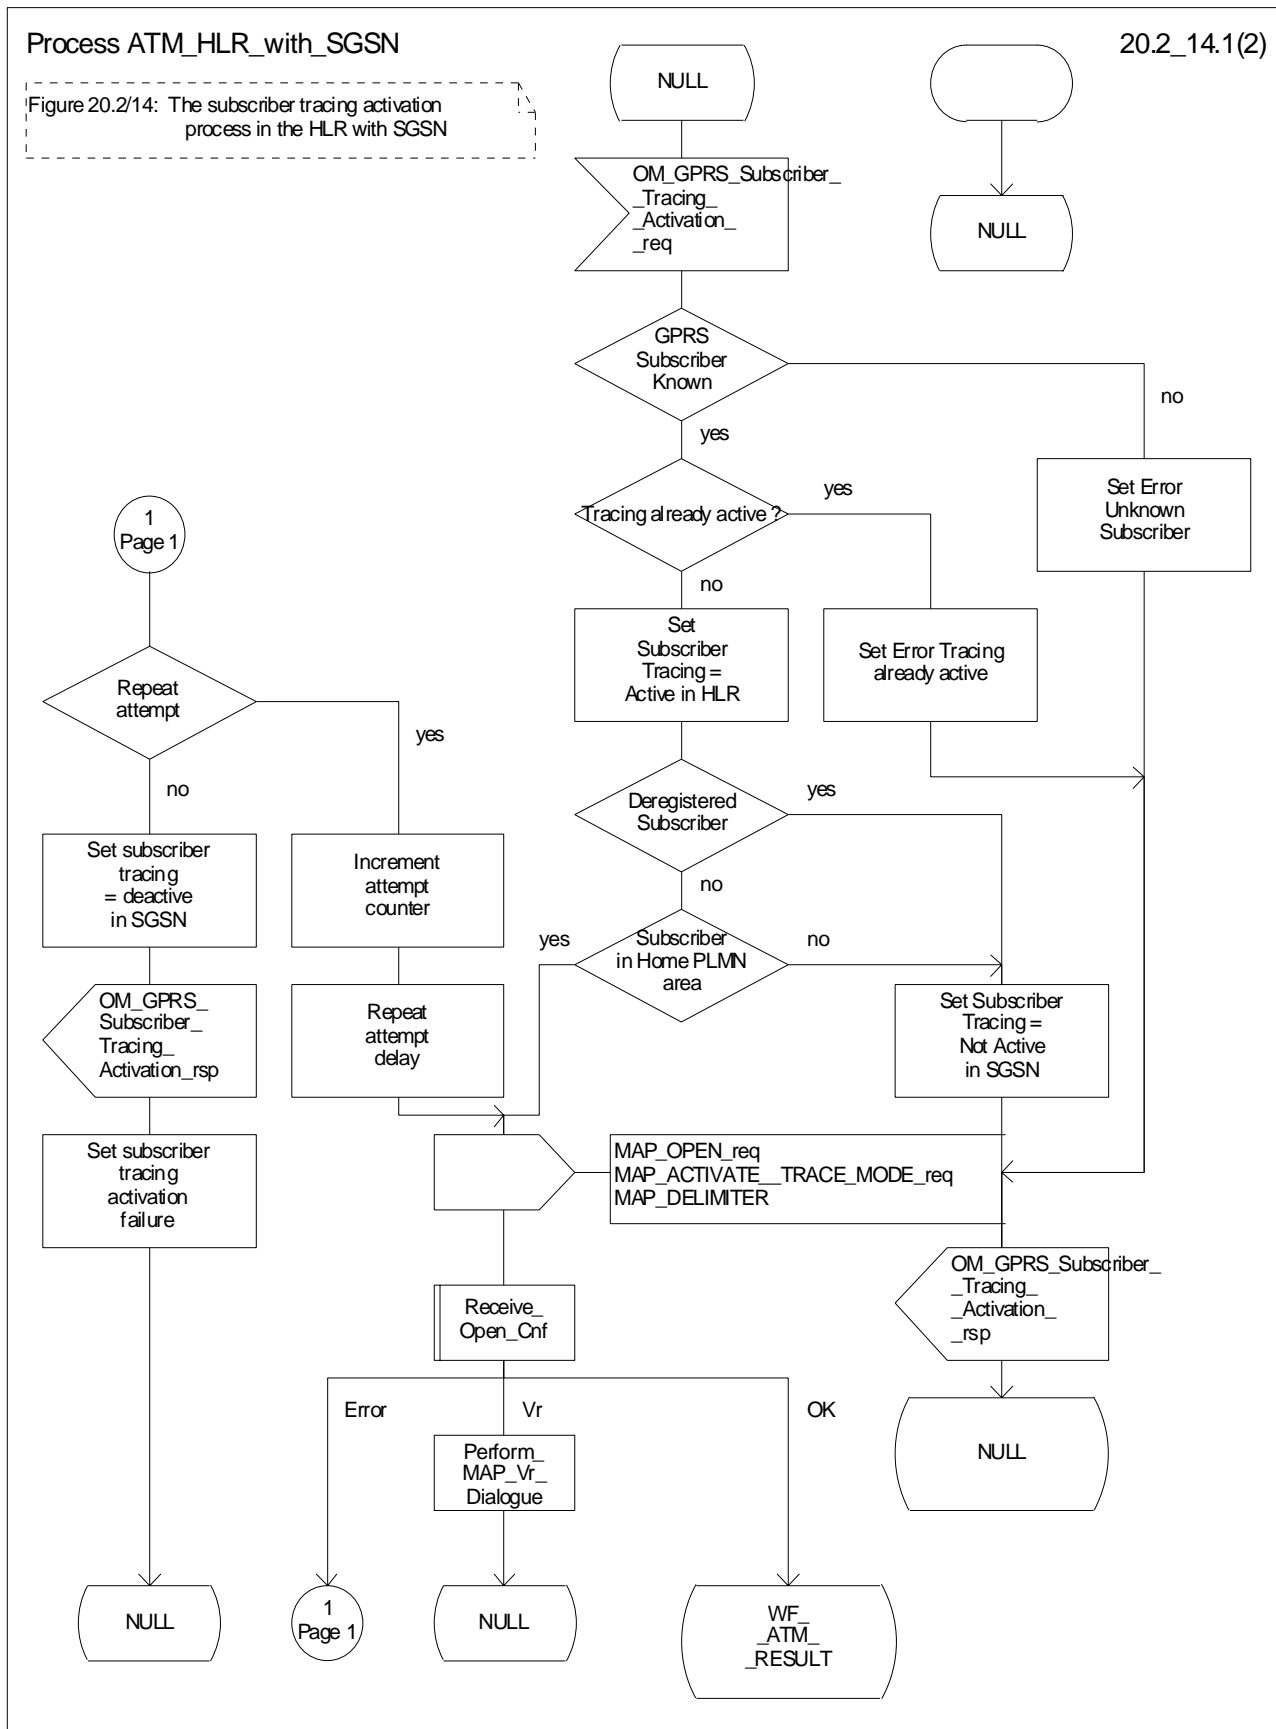 Process ATM_HLR_with_SGSN
20.2_14.1(2)
Figure 20.2/14: The subscriber tracing activation
process in the HLR with SGSN
NULL
OM_GPRS_Subscriber_
_Tracing_
_Activation_
_req
NULL
GPRS
Subscriber
Known
no
yes
Tracing already active ?
yes
no
Set Error
Unknown
Subscriber
1
Page 1
Set
Subscriber
Tracing =
Active in HLR
Set Error Tracing
already active
Repeat
attempt
yes
no
Deregistered
Subscriber
yes
no
Set subscriber
tracing
= deactive
in SGSN
Increment
attempt
counter
Subscriber
in Home PLMN
area
yes
no
OM_GPRS_
Subscriber_
Tracing_
Activation_rsp
Repeat
attempt
delay
Set Subscriber
Tracing =
Not Active
in SGSN
Set subscriber
tracing
activation
failure
MAP_OPEN_req
MAP_ACTIVATE__TRACE_MODE_req
MAP_DELIMITER
OM_GPRS_Subscriber_
_Tracing_
_Activation_
_rsp
Receive_
Open_Cnf
Error
Vr
OK
NULL
Perform_
MAP_Vr_
Dialogue
NULL
1
Page 1
NULL
WF_
_ATM_
_RESULT